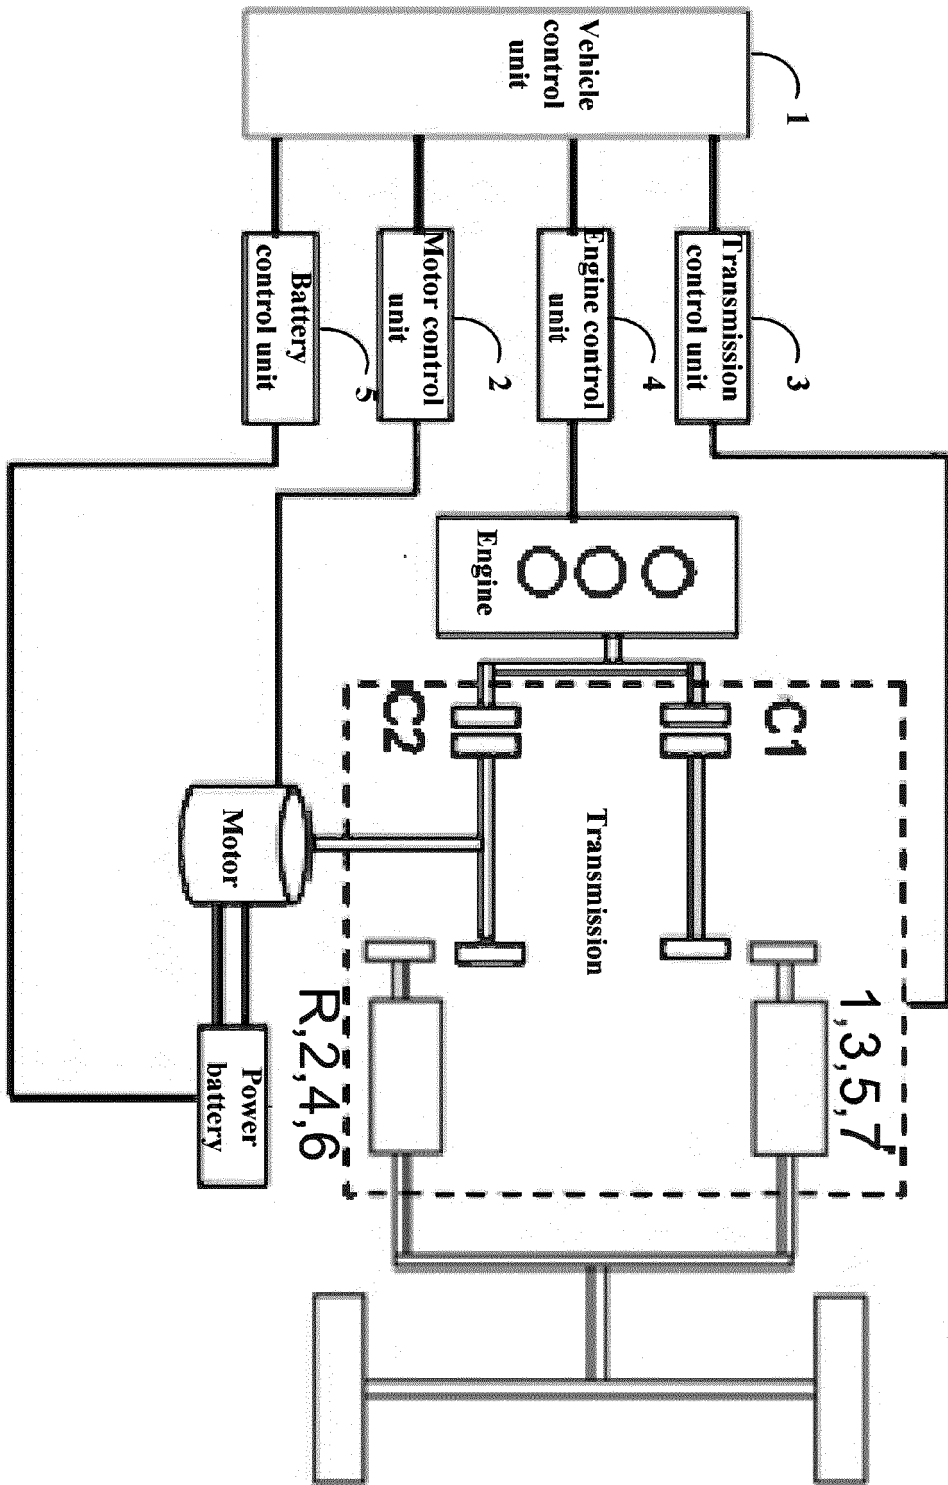 Vehicle
control
unit
1
Transmission
control unit
3
Engine control
unit
4
Motor control
unit
2
Battery
control unit
5
Engine
C1
C2
Transmission
Motor
1,3,5,7
R,2,4,6
Power
battery